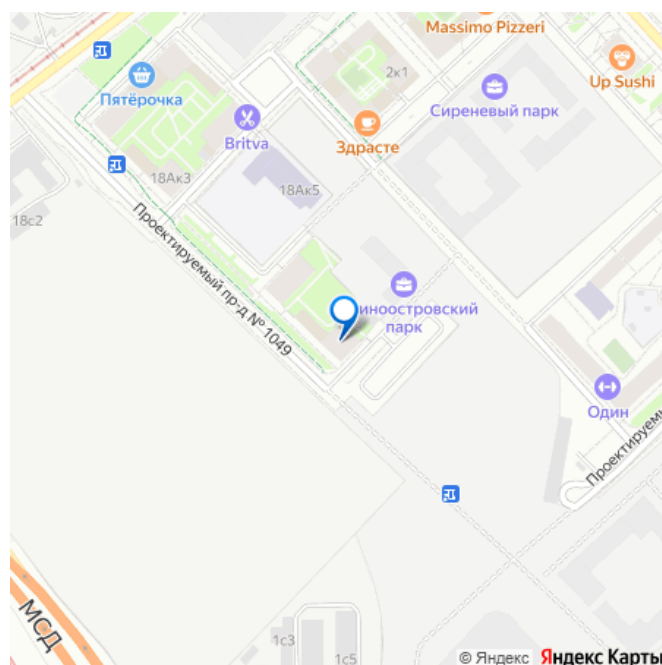 Massimo Pizzeri
2к1
Up Sushi
Пятёрочка
Сиреневый парк
Britva
Здрасте
18Ак3
18Ак5
18с2
Проектируемый пр-д № 1049
иноостровский
парк
Один
Проектируемы
МСД
1с3
1с5
© Яндекс Яндекс Карты